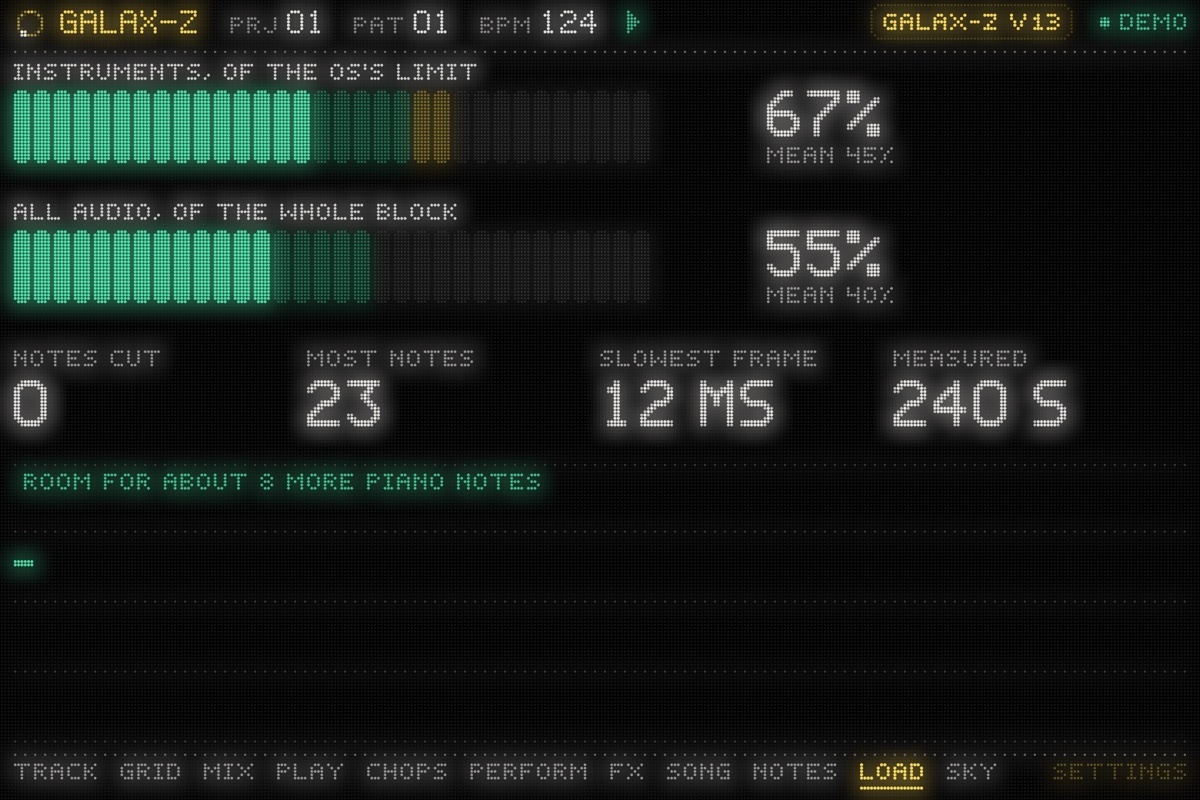 GALAX-Z PRJ 01 PAT 01 BPM 124 GALAX-Z V13 DEMO
INSTRUMENTS, OF THE OS'S LIMIT
67%
MEAN 45%
ALL AUDIO, OF THE WHOLE BLOCK
55%
MEAN 40%
NOTES CUT MOST NOTES SLOWEST FRAME MEASURED
0 23 12 MS 240 S
ROOM FOR ABOUT 8 MORE PIANO NOTES
TRACK GRID MIX PLAY CHOPS PERFORM FX SONG NOTES LOAD SKY SETTINGS